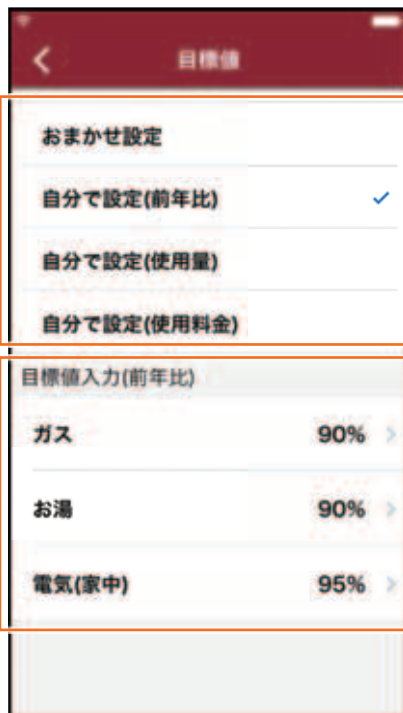 目標値
おまかせ設定
自分で設定(前年比)
自分で設定(使用量)
自分で設定(使用料金)
目標値入力(前年比)
ガス 90%
お湯 90%
電気(家中) 95%